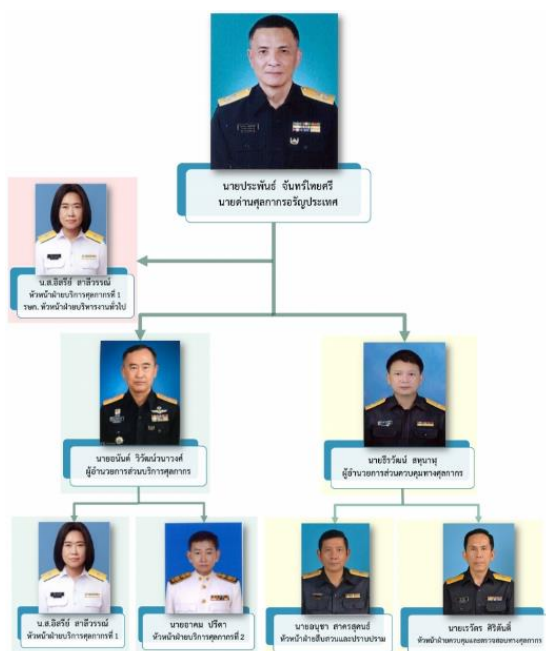 นายประพันธ์ จันทร์ไทยศรี
นายด่านศุลกากรอรัญประเทศ
น.ส.อิสรีย์ สาลีวรรณ์
หัวหน้าฝ่ายบริการศุลกากรที่ 1
รษก. หัวหน้าฝ่ายบริหารงานทั่วไป
นายอนันต์ วิวัฒน์วนาวงศ์
ผู้อำนวยการส่วนบริการศุลกากร
นายธีรวัฒน์
ผู้อำนวยการส่วนควบคุมทางศุลกากร
น.ส.อิสรีย์ สาลีวรรณ์
หัวหน้าฝ่ายบริการศุลกากรที่ 1
นายอาคม ปรีดา
หัวหน้าฝ่ายบริการศุลกากรที่ 2
นายอนุชา สาครสุคนธ์
หัวหน้าฝ่ายสืบสวนและปราบปราม
นายเรวัตร ศิริสันติ์
หัวหน้าฝ่ายควบคุมและตรวจสอบทางศุลกากร